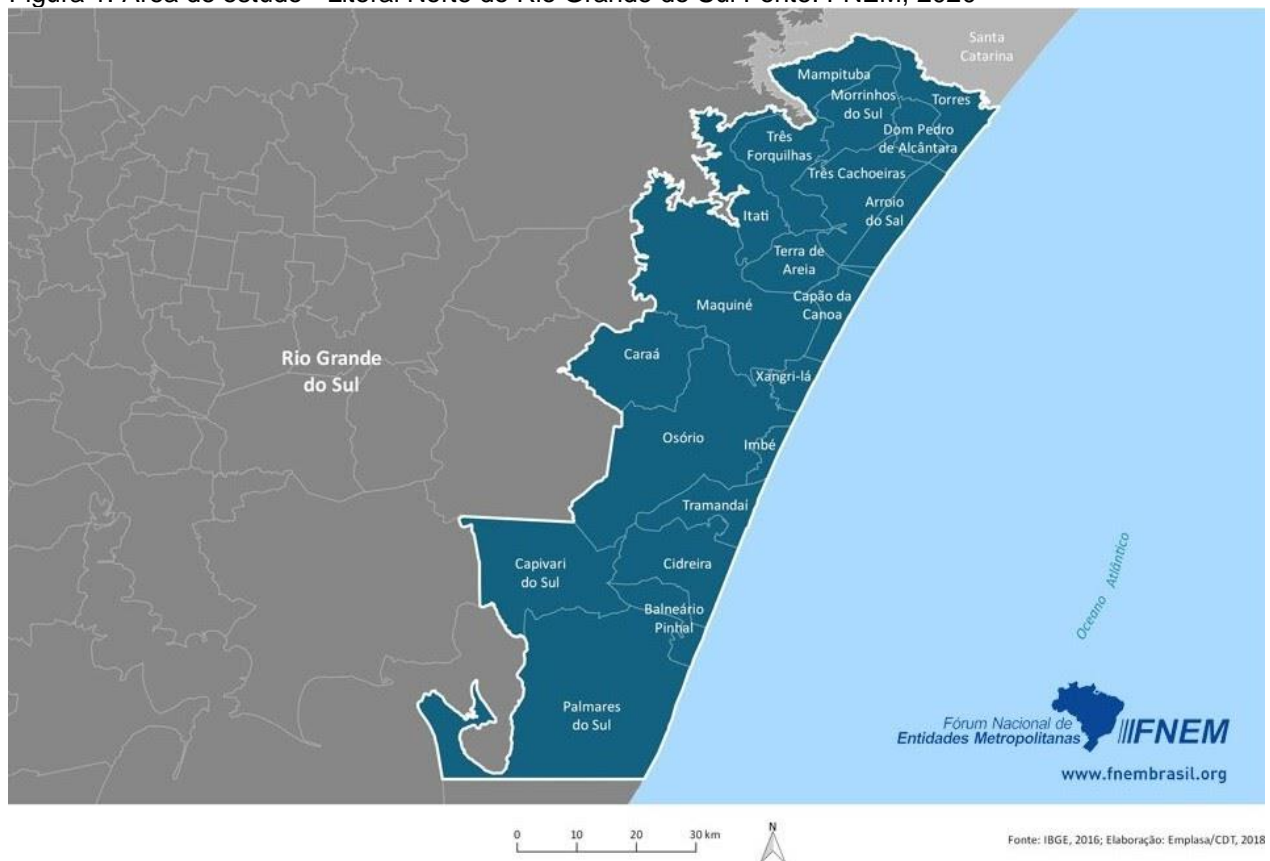 Figura 1: Área de estudo - Litoral Norte do Rio Grande do Sul Fonte: FNEM, 2020
Santa
Catarina
Mampituba
Morrinhos
do Sul
Torres
Dom Pedro
de Alcântara
Três
Forquilhas
Três Cachoeiras
Itati
Arroio
do Sal
Terra de
Areia
Maquiné
Capão da
Canoa
Caraá
Xangri-lá
Rio Grande
do Sul
Osório
Imbé
Tramandaí
Capivari
do Sul
Cidreira
Balneário
Pinhal
Palmares
do Sul
Oceano Atlântico
Fórum Nacional de
Entidades Metropolitanas
FNEM
www.fnembrasil.org
0 10 20 30 km
N
Fonte: IBGE, 2016; Elaboração: Emplasa/CDT, 2018